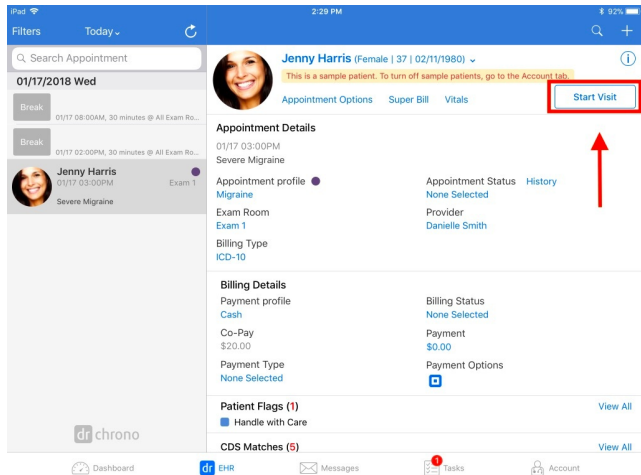 iPad 2:29 PM 92%
Filters Today
Search Appointment
01/17/2018 Wed
Break
01/17 08:00AM, 30 minutes @ All Exam Ro...
Break
01/17 02:00PM, 30 minutes @ All Exam Ro...
Jenny Harris
01/17 03:00PM Exam 1
Severe Migraine
Jenny Harris (Female | 37 | 02/11/1980)
This is a sample patient. To turn off sample patients, go to the Account tab.
Appointment Options Super Bill Vitals
Start Visit
Appointment Details
01/17 03:00PM
Severe Migraine
Appointment profile Appointment Status History
Migraine None Selected
Exam Room Provider
Exam 1 Danielle Smith
Billing Type
ICD-10
Billing Details
Payment profile Billing Status
Cash None Selected
Co-Pay Payment
$20.00 $0.00
Payment Type Payment Options
None Selected
Patient Flags (1) View All
Handle with Care
CDS Matches (5) View All
dr chrono
Dashboard dr EHR Messages 1 Tasks Account